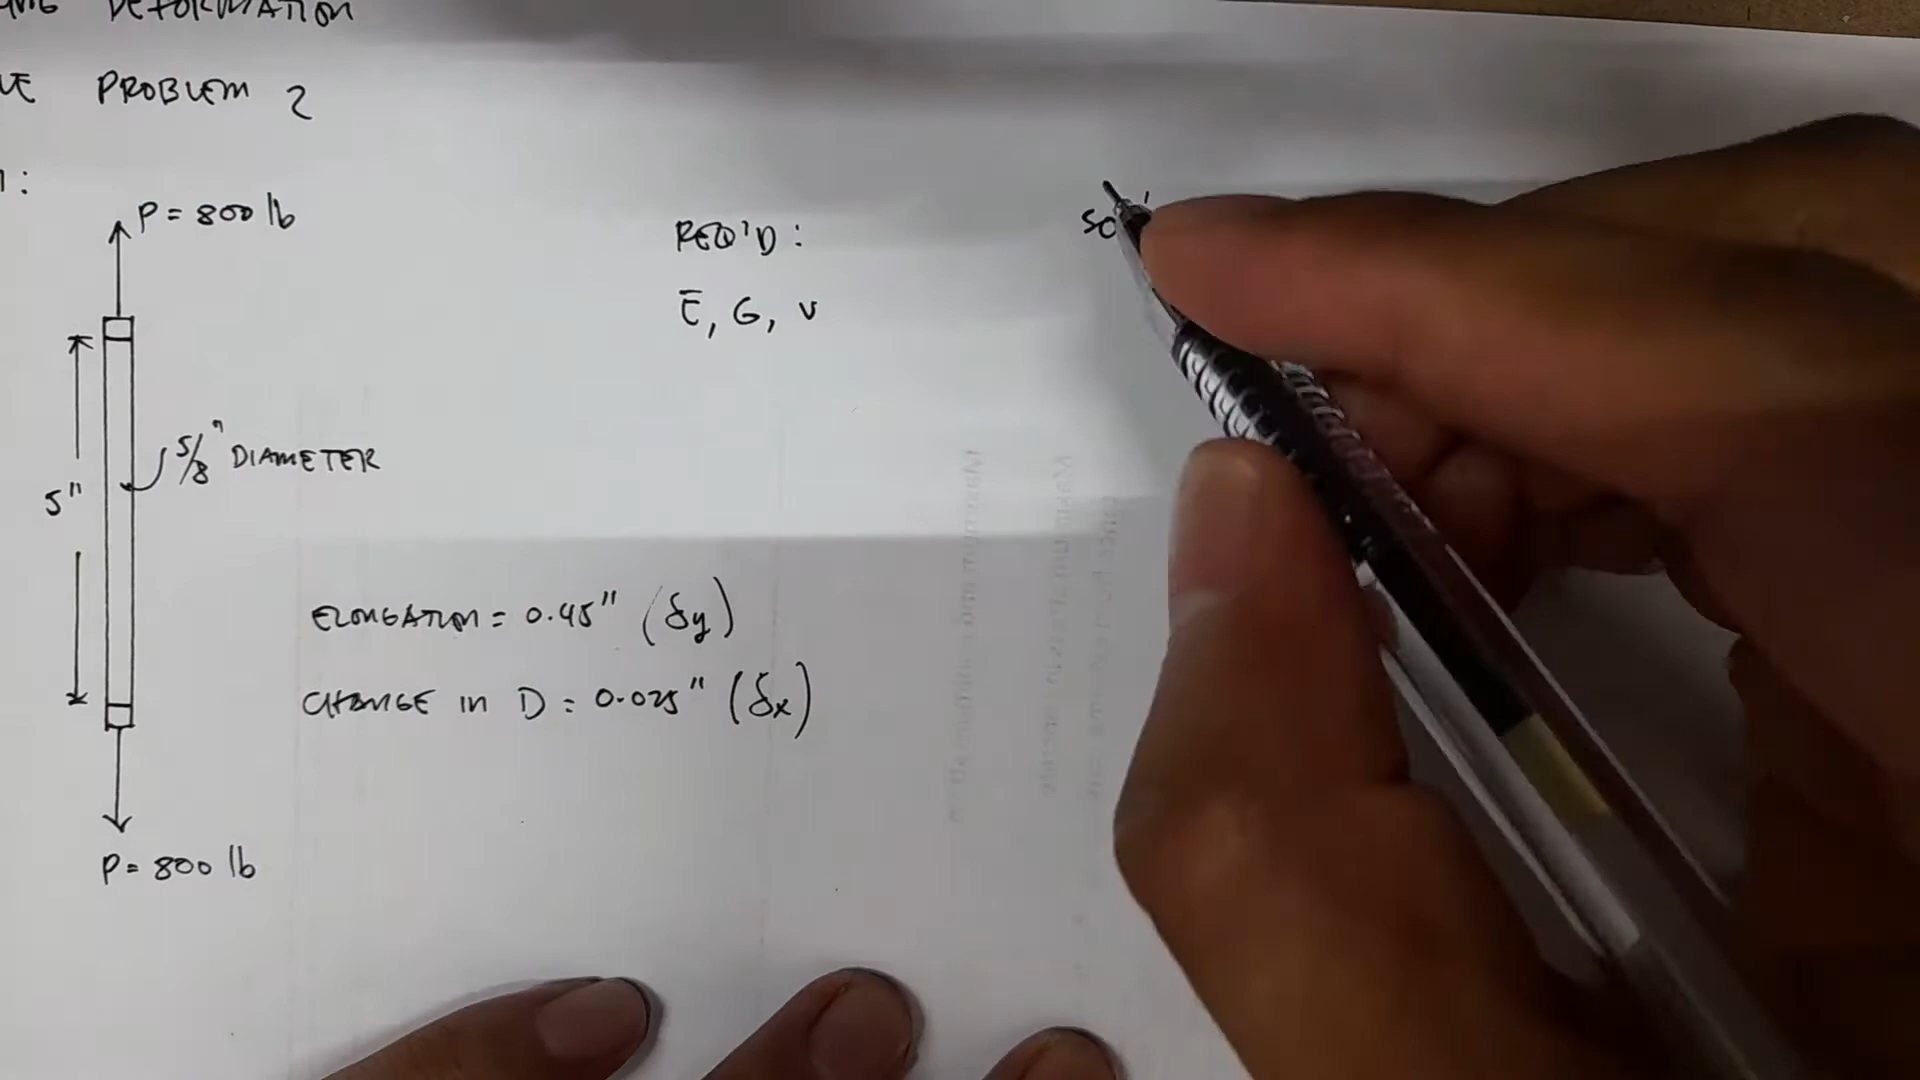 DEFORMATION
PROBLEM 2
P = 800 lb
REQ'D :
E, G, v
5/8" DIAMETER
5"
ELONGATION = 0.45" (δy)
CHANGE in D = 0.025" (δx)
P = 800 lb